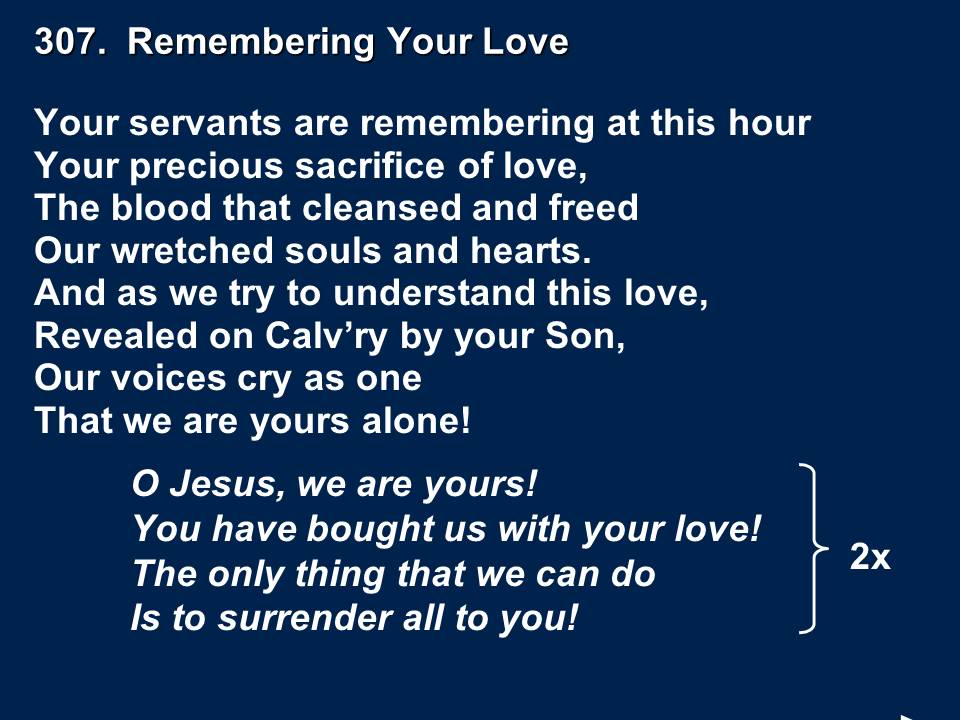 307.  Remembering Your Love
Your servants are remembering at this hour
Your precious sacrifice of love,
The blood that cleansed and freed
Our wretched souls and hearts.
And as we try to understand this love,
Revealed on Calv’ry by your Son,
Our voices cry as one
That we are yours alone!
O Jesus, we are yours!
You have bought us with your love!
The only thing that we can do
Is to surrender all to you!
2x